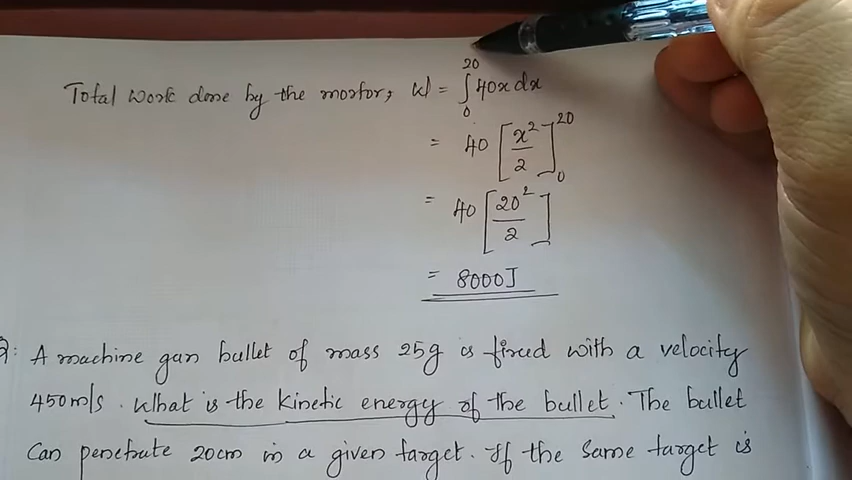 Total work done by the mortor, W = ∫₀²⁰ 40x dx
= 40 [x²/2]₀²⁰
= 40 [20²/2]
= 8000J
Q: A machine gun bullet of mass 25g is fired with a velocity
450m/s. What is the kinetic energy of the bullet. The bullet
Can penetrate 20cm in a given target. If the same target is